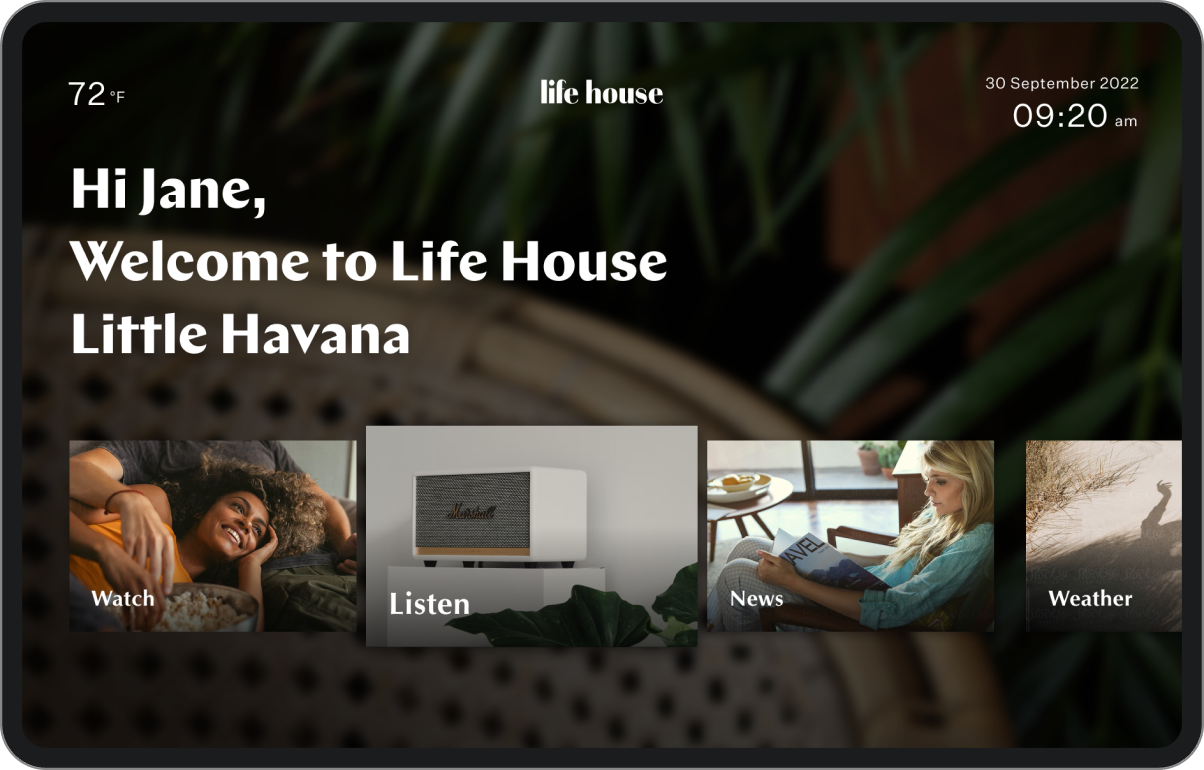 72 °F
life house
30 September 2022
09:20 am
Hi Jane,
Welcome to Life House
Little Havana
Marshall
AVEL
Watch
Listen
News
Weather